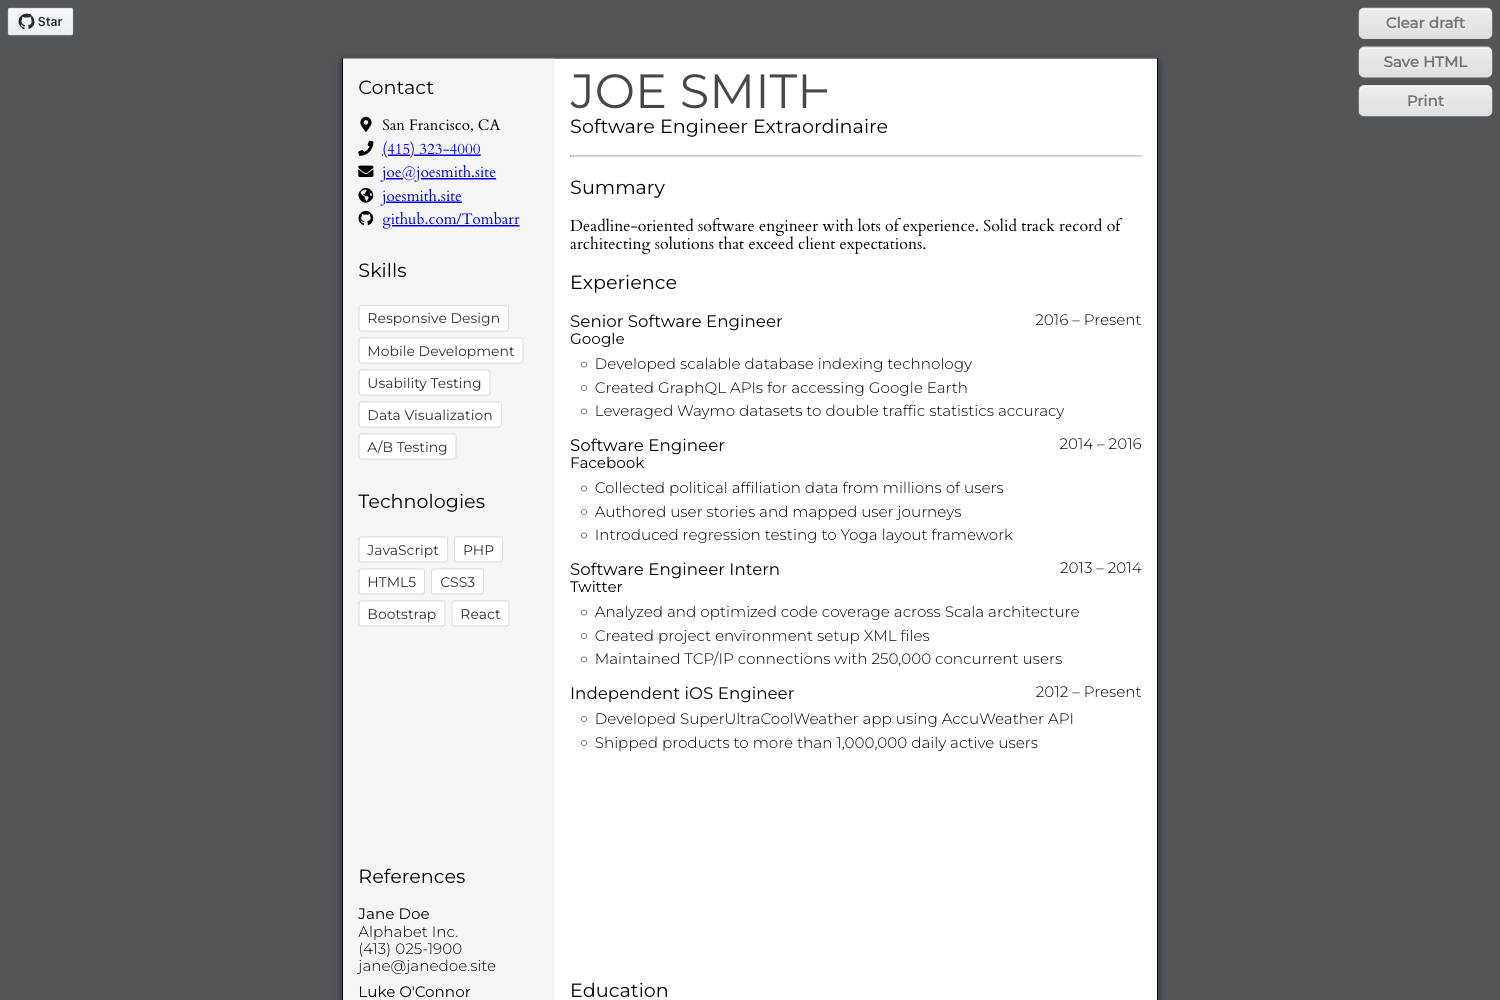 Star
Clear draft
Save HTML
Print
Contact
San Francisco, CA
(415) 323-4000
joe@joesmith.site
joesmith.site
github.com/Tombarr
Skills
Responsive Design
Mobile Development
Usability Testing
Data Visualization
A/B Testing
Technologies
JavaScript PHP
HTML5 CSS3
Bootstrap React
References
Jane Doe
Alphabet Inc.
(413) 025-1900
jane@janedoe.site
Luke O'Connor
JOE SMITH
Software Engineer Extraordinaire
Summary
Deadline-oriented software engineer with lots of experience. Solid track record of
architecting solutions that exceed client expectations.
Experience
Senior Software Engineer 2016 – Present
Google
Developed scalable database indexing technology
Created GraphQL APIs for accessing Google Earth
Leveraged Waymo datasets to double traffic statistics accuracy
Software Engineer 2014 – 2016
Facebook
Collected political affiliation data from millions of users
Authored user stories and mapped user journeys
Introduced regression testing to Yoga layout framework
Software Engineer Intern 2013 – 2014
Twitter
Analyzed and optimized code coverage across Scala architecture
Created project environment setup XML files
Maintained TCP/IP connections with 250,000 concurrent users
Independent iOS Engineer 2012 – Present
Developed SuperUltraCoolWeather app using AccuWeather API
Shipped products to more than 1,000,000 daily active users
Education